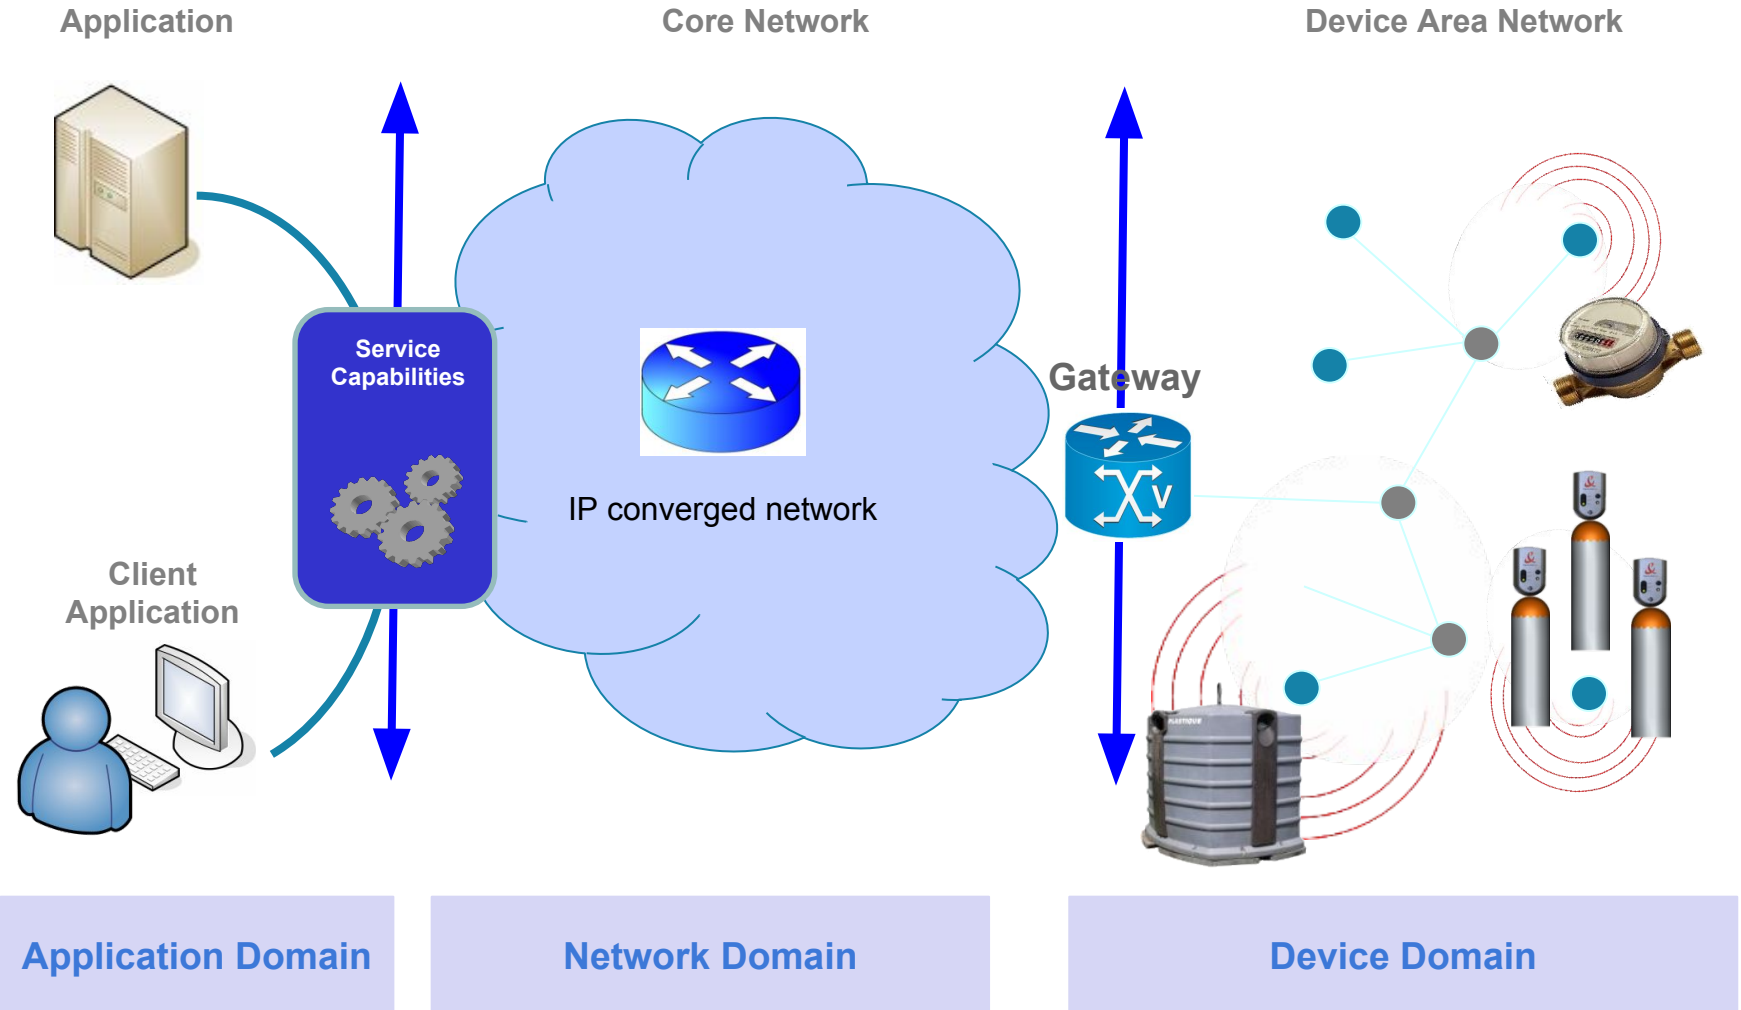 Application
Core Network
Device Area Network
Service
Capabilities
Gateway
IP converged network
V
Client
Application
PLASTIQUE
Application Domain
Network Domain
Device Domain